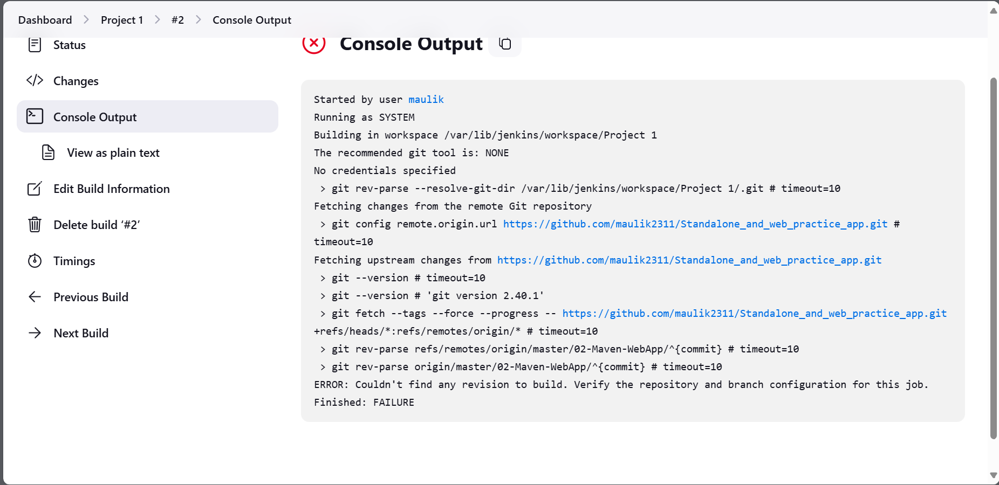 Dashboard > Project 1 > #2 > Console Output
Status
Changes
Console Output
View as plain text
Edit Build Information
Delete build ‘#2’
Timings
Previous Build
Next Build
Console Output
Started by user maulik
Running as SYSTEM
Building in workspace /var/lib/jenkins/workspace/Project 1
The recommended git tool is: NONE
No credentials specified
 > git rev-parse --resolve-git-dir /var/lib/jenkins/workspace/Project 1/.git # timeout=10
Fetching changes from the remote Git repository
 > git config remote.origin.url https://github.com/maulik2311/Standalone_and_web_practice_app.git #
timeout=10
Fetching upstream changes from https://github.com/maulik2311/Standalone_and_web_practice_app.git
 > git --version # timeout=10
 > git --version # 'git version 2.40.1'
 > git fetch --tags --force --progress -- https://github.com/maulik2311/Standalone_and_web_practice_app.git
+refs/heads/*:refs/remotes/origin/* # timeout=10
 > git rev-parse refs/remotes/origin/master/02-Maven-WebApp/^{commit} # timeout=10
 > git rev-parse origin/master/02-Maven-WebApp/^{commit} # timeout=10
ERROR: Couldn't find any revision to build. Verify the repository and branch configuration for this job.
Finished: FAILURE